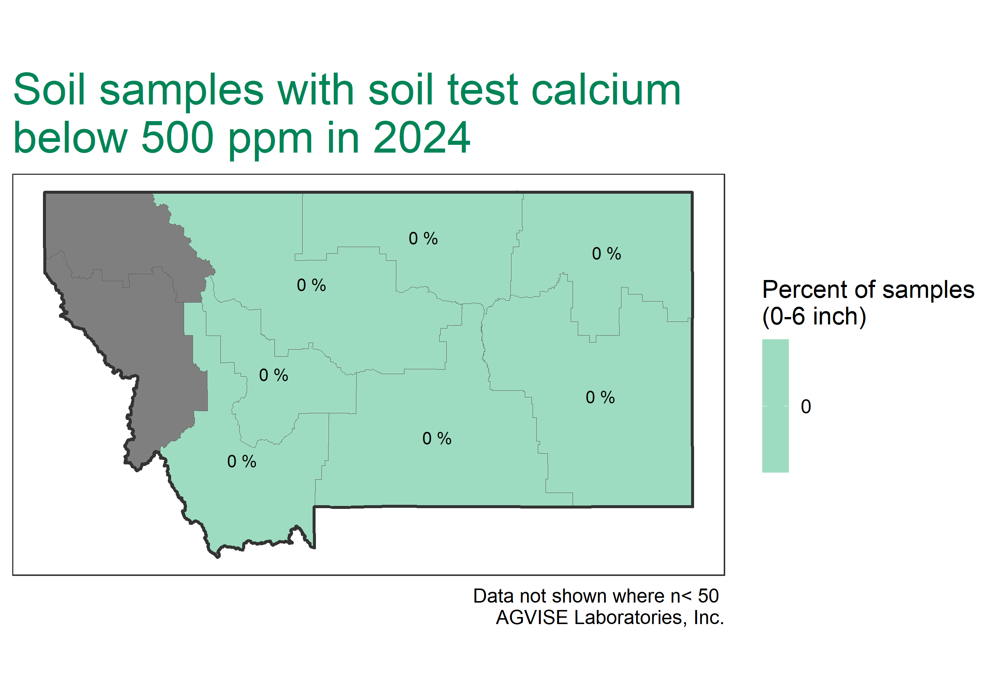 Soil samples with soil test calcium
below 500 ppm in 2024
0 %
0 %
0 %
0 %
0 %
0 %
0 %
Percent of samples
(0-6 inch)
0
Data not shown where n< 50
AGVISE Laboratories, Inc.